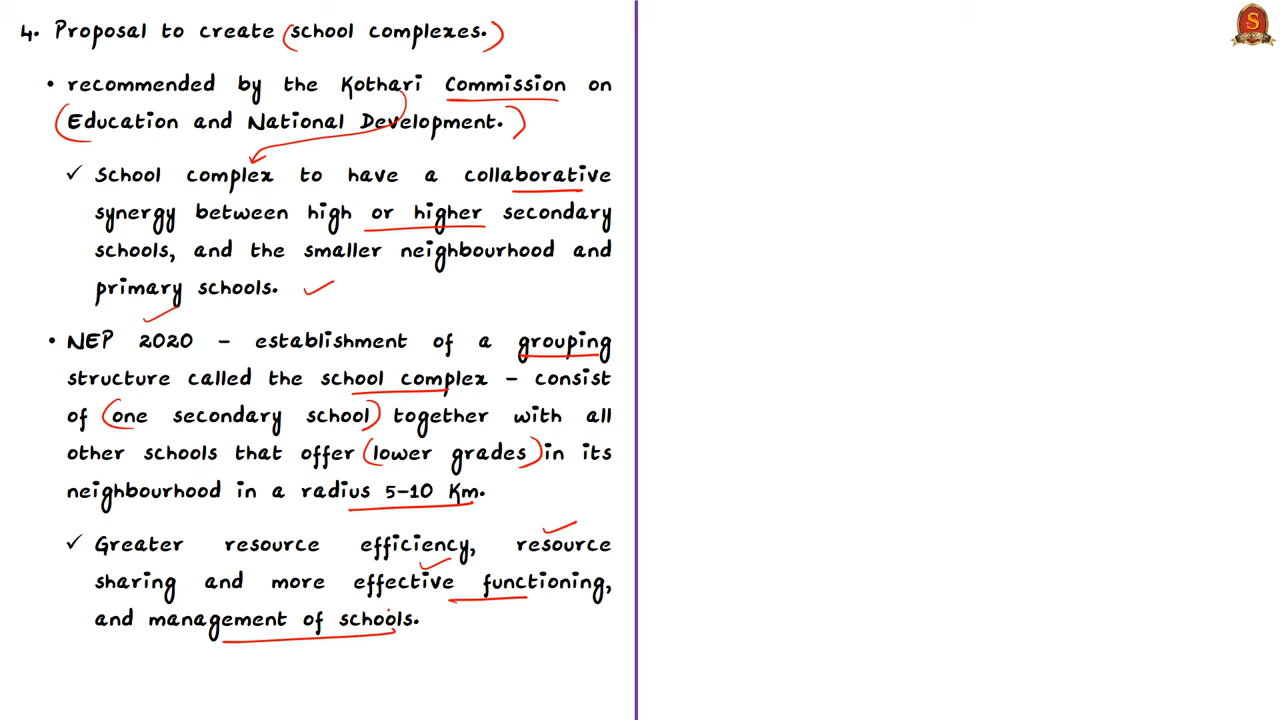 4. Proposal to create (school complexes.)
• recommended by the Kothari Commission on
(Education and National Development.)
✓ School complex to have a collaborative
synergy between high or higher secondary
schools, and the smaller neighbourhood and
primary schools.
• NEP 2020 – establishment of a grouping
structure called the school complex – consist
of (one secondary school) together with all
other schools that offer (lower grades) in its
neighbourhood in a radius 5–10 Km.
✓ Greater resource efficiency, resource
sharing and more effective functioning,
and management of schools.
S